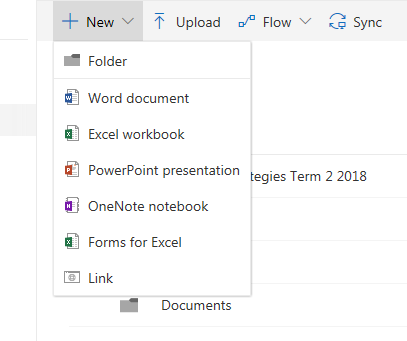 New Upload Flow Sync
Folder
Word document
Excel workbook
PowerPoint presentation
tegies Term 2 2018
OneNote notebook
Forms for Excel
Link
Documents